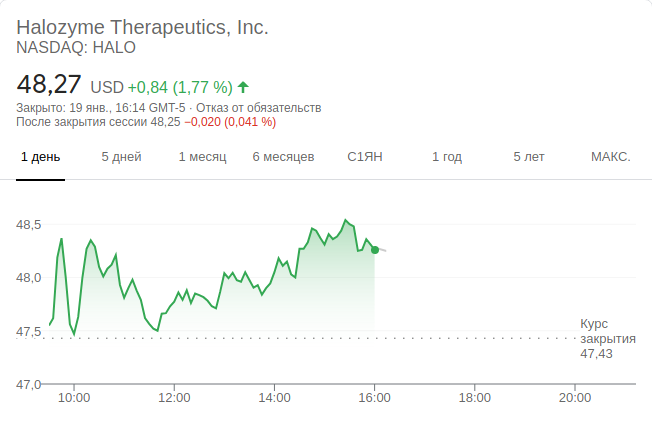 Halozyme Therapeutics, Inc.
NASDAQ: HALO
48,27 USD +0,84 (1,77 %)
Закрыто: 19 янв., 16:14 GMT-5 · Отказ от обязательств
После закрытия сессии 48,25 −0,020 (0,041 %)
1 день 5 дней 1 месяц 6 месяцев С1ЯН 1 год 5 лет МАКС.
48,5
48,0
47,5
Курс
закрытия
47,43
47,0
10:00 12:00 14:00 16:00 18:00 20:00